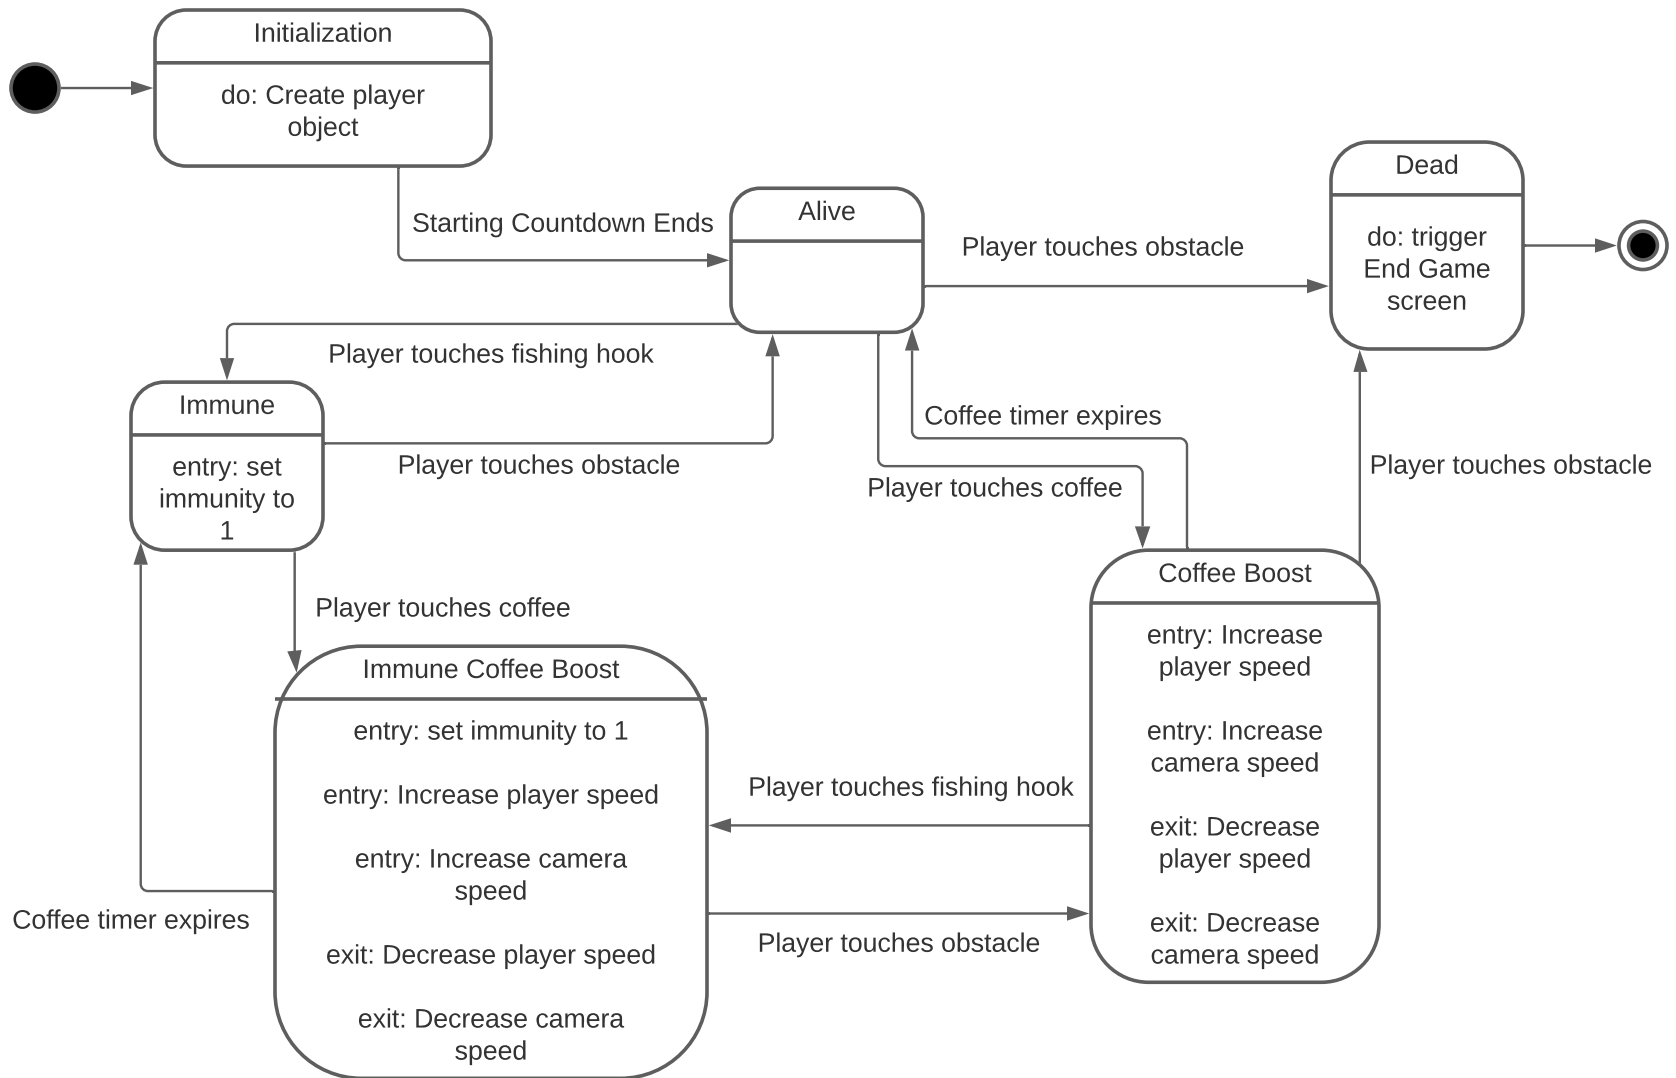 Initialization
do: Create player
object
Starting Countdown Ends
Alive
Player touches obstacle
Dead
do: trigger
End Game
screen
Player touches fishing hook
Immune
entry: set
immunity to
1
Player touches obstacle
Coffee timer expires
Player touches coffee
Player touches obstacle
Player touches coffee
Immune Coffee Boost
entry: set immunity to 1
entry: Increase player speed
entry: Increase camera
speed
exit: Decrease player speed
exit: Decrease camera
speed
Coffee timer expires
Player touches fishing hook
Player touches obstacle
Coffee Boost
entry: Increase
player speed
entry: Increase
camera speed
exit: Decrease
player speed
exit: Decrease
camera speed